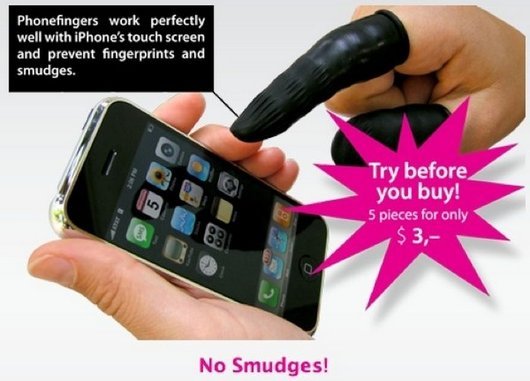 Phonefingers work perfectly
well with iPhone's touch screen
and prevent fingerprints and
smudges.
Try before
you buy!
5 pieces for only
$ 3,–
No Smudges!